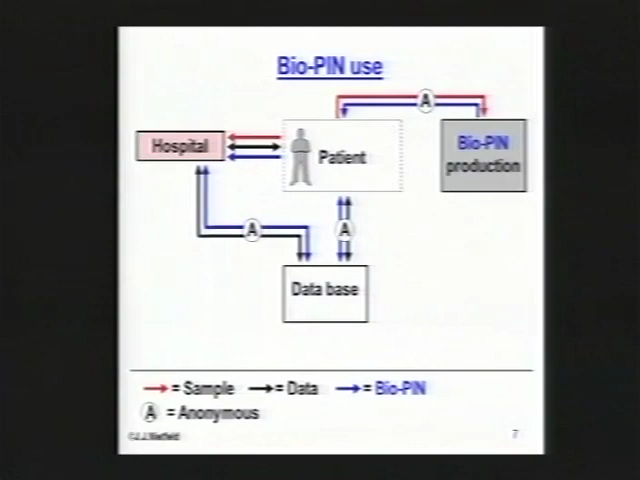 Bio-PIN use
A
Hospital
Patient
Bio-PIN
production
A
A
Data base
= Sample = Data = Bio-PIN
A = Anonymous
7